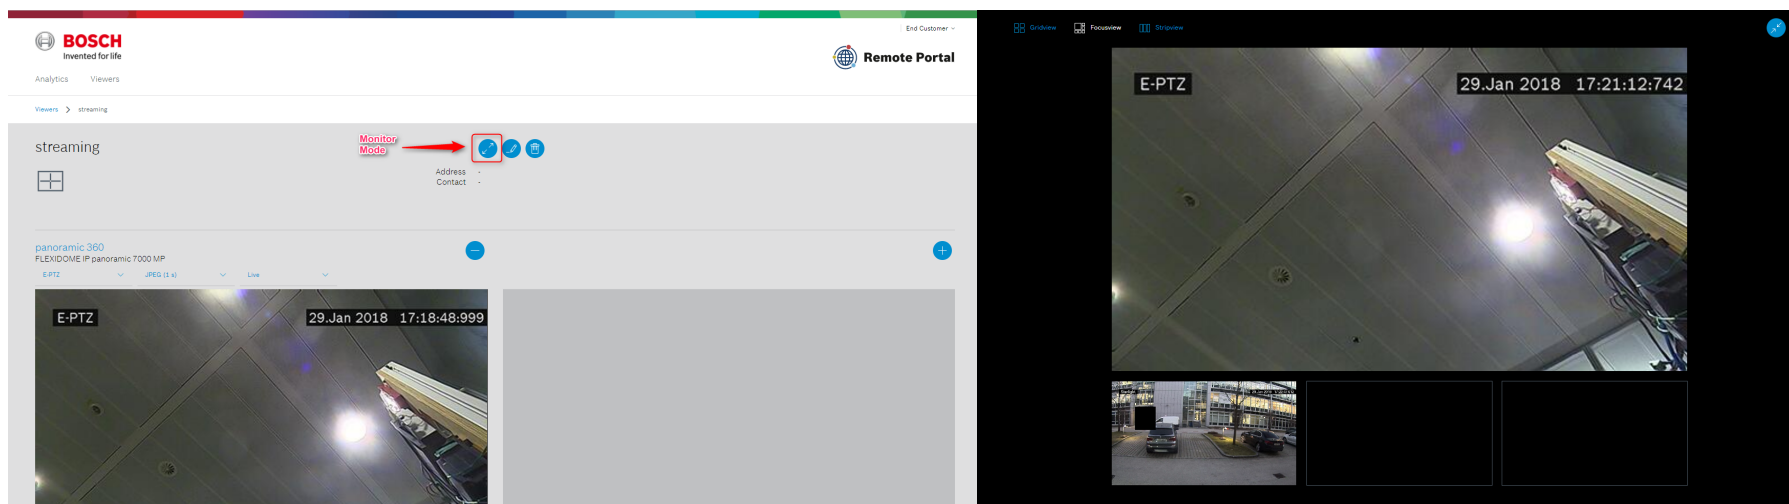 BOSCH
Invented for life
End Customer
Remote Portal
Analytics Viewers
Viewers streaming
streaming
Monitor
Mode
Address -
Contact -
panoramic 360
FLEXIDOME IP panoramic 7000 MP
E-PTZ JPEG (1 s) Live
E-PTZ 29.Jan 2018 17:18:48:999
Gridview Focusview Stripview
E-PTZ 29.Jan 2018 17:21:12:742